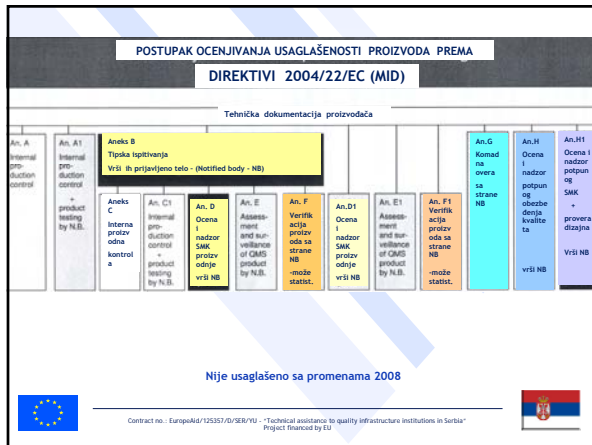 POSTUPAK OCENJIVANJA USAGLAŠENOSTI PROIZVODA PREMA
DIREKTIVI 2004/22/EC (MID)
Tehnička dokumentacija proizvođača
An. A
Internal
pro-
duction
control
An. A1
Internal
pro-
duction
control
+
product
testing
by N.B.
Aneks B
Tipska ispitivanja
Vrši ih prijavljeno telo - (Notified body - NB)
Aneks
C
Interna
proizv
odna
kontrol
a
An. C1
Internal
pro-
duction
control
+
product
testing
by N.B.
An. D
Ocena
i
nadzor
SMK
proizv
odnje
vrši NB
An. E
Assess-
ment
and sur-
veillance
of QMS
product
by N.B.
An. F
Verifik
acija
proizv
oda sa
strane
NB
-može
statist.
An.D1
Ocena
i
nadzor
SMK
proizv
odnje
vrši NB
An. E1
Assess-
ment
and sur-
veillance
of QMS
product
by N.B.
An. F1
Verifik
acija
proizv
oda sa
strane
NB
-može
statist.
An.G
Komad
na
overa
sa
strane
NB
An.H
Ocena
i
nadzor
potpun
og
obezbe
đenja
kvalite
ta
vrši NB
An.H1
Ocena i
nadzor
potpun
og
SMK
+
provera
dizajna
Vrši NB
Nije usaglašeno sa promenama 2008
Contract no.: EuropeAid/125357/D/SER/YU - "Technical assistance to quality infrastructure institutions in Serbia"
Project financed by EU